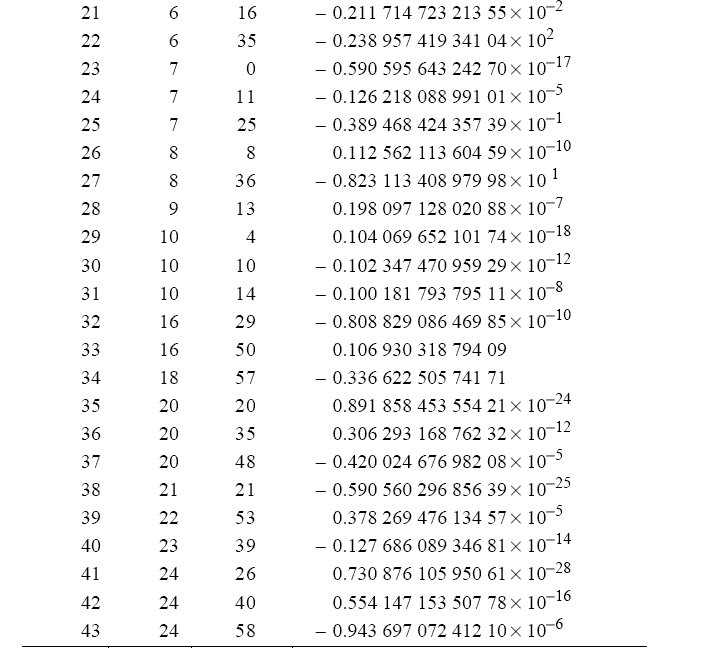 21 6 16 – 0.211 714 723 213 55 × 10⁻²
22 6 35 – 0.238 957 419 341 04 × 10²
23 7 0 – 0.590 595 643 242 70 × 10⁻¹⁷
24 7 11 – 0.126 218 088 991 01 × 10⁻⁵
25 7 25 – 0.389 468 424 357 39 × 10⁻¹
26 8 8 0.112 562 113 604 59 × 10⁻¹⁰
27 8 36 – 0.823 113 408 979 98 × 10 ¹
28 9 13 0.198 097 128 020 88 × 10⁻⁷
29 10 4 0.104 069 652 101 74 × 10⁻¹⁸
30 10 10 – 0.102 347 470 959 29 × 10⁻¹²
31 10 14 – 0.100 181 793 795 11 × 10⁻⁸
32 16 29 – 0.808 829 086 469 85 × 10⁻¹⁰
33 16 50 0.106 930 318 794 09
34 18 57 – 0.336 622 505 741 71
35 20 20 0.891 858 453 554 21 × 10⁻²⁴
36 20 35 0.306 293 168 762 32 × 10⁻¹²
37 20 48 – 0.420 024 676 982 08 × 10⁻⁵
38 21 21 – 0.590 560 296 856 39 × 10⁻²⁵
39 22 53 0.378 269 476 134 57 × 10⁻⁵
40 23 39 – 0.127 686 089 346 81 × 10⁻¹⁴
41 24 26 0.730 876 105 950 61 × 10⁻²⁸
42 24 40 0.554 147 153 507 78 × 10⁻¹⁶
43 24 58 – 0.943 697 072 412 10 × 10⁻⁶